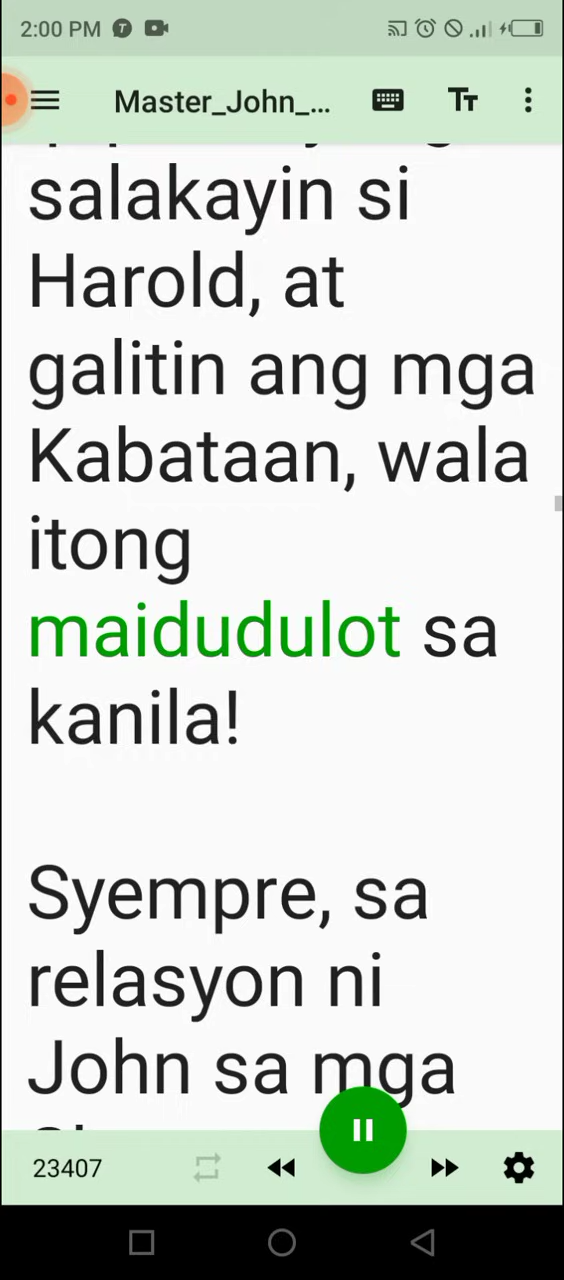 2:00 PM
Master_John_...
salakayin si
Harold, at
galitin ang mga
Kabataan, wala
itong
maidudulot sa
kanila!
Syempre, sa
relasyon ni
John sa mga
23407